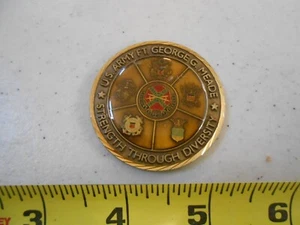 U.S. ARMY FT. GEORGE G. MEADE
STRENGTH THROUGH DIVERSITY
3 4 5 6